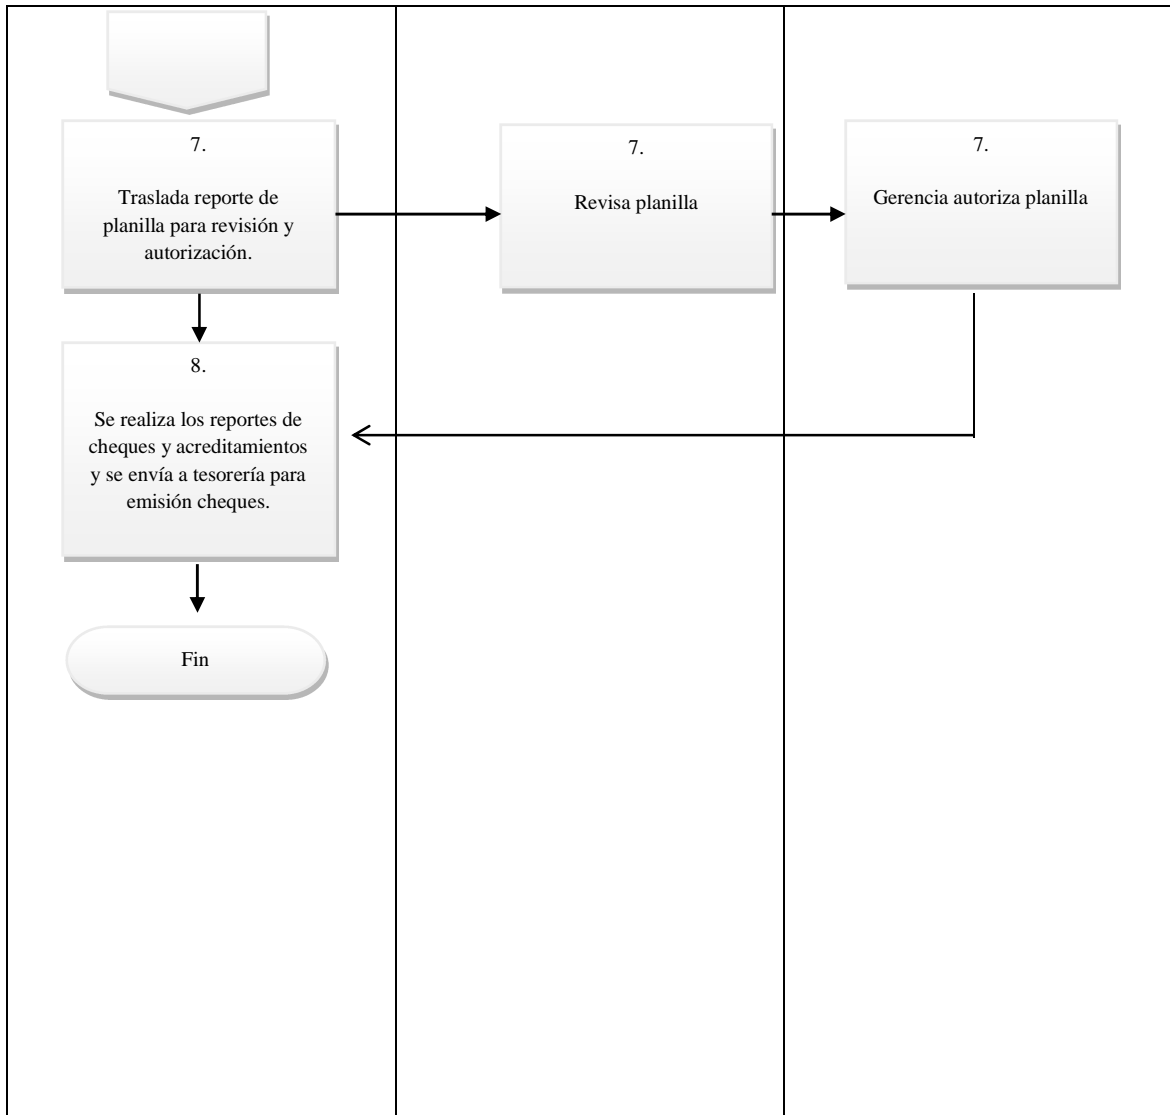 7.
Traslada reporte de
planilla para revisión y
autorización.
7.
Revisa planilla
7.
Gerencia autoriza planilla
8.
Se realiza los reportes de
cheques y acreditamientos
y se envía a tesorería para
emisión cheques.
Fin